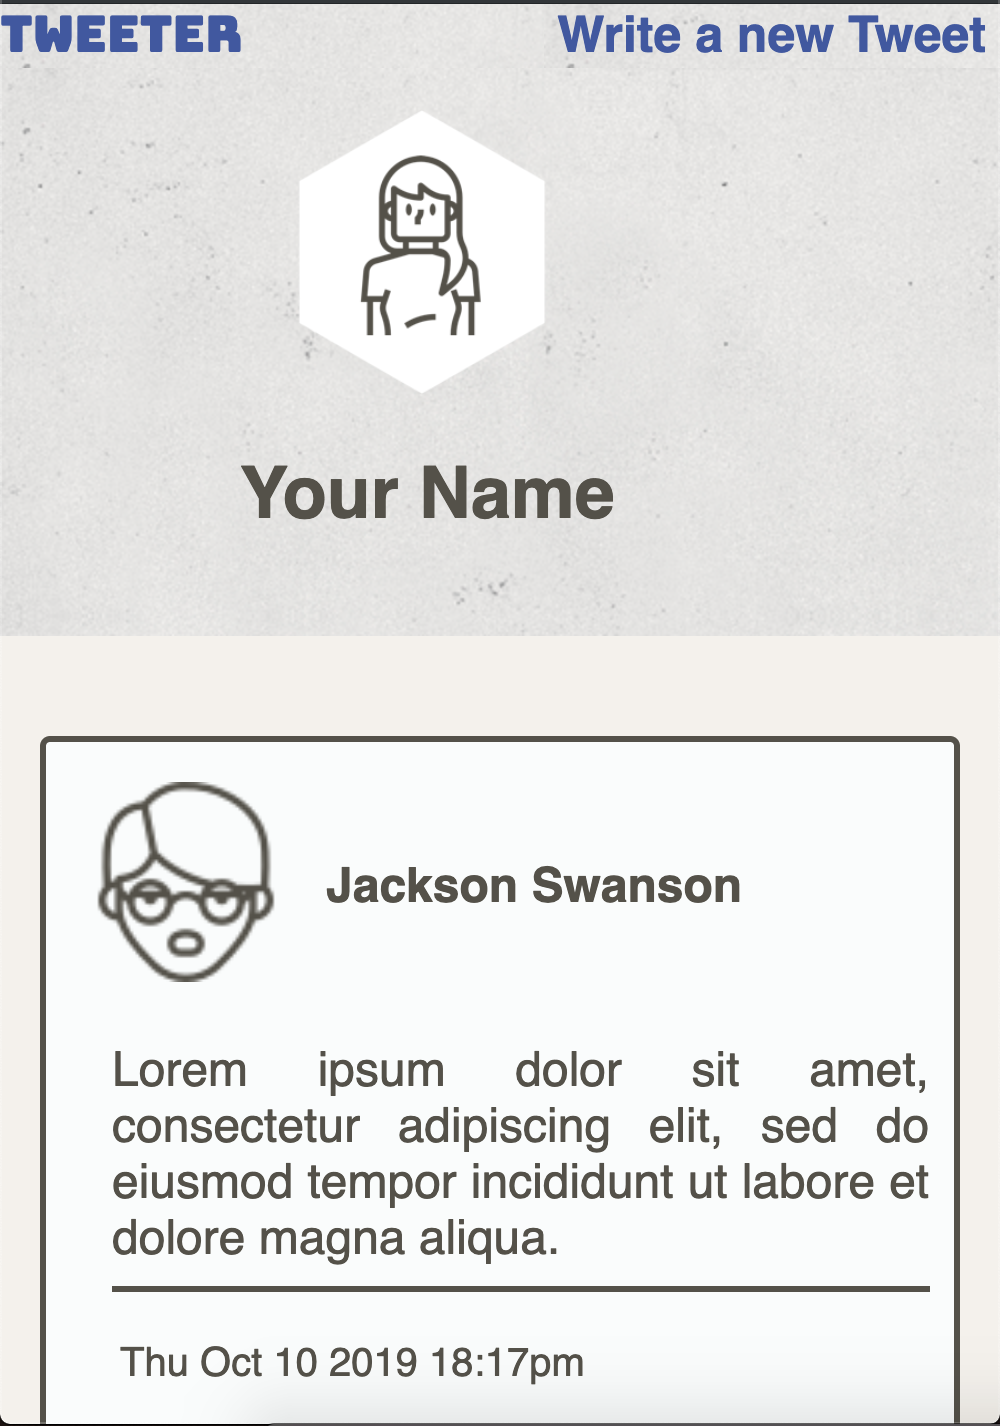 TWEETER
Write a new Tweet
Your Name
Jackson Swanson
Lorem ipsum dolor sit amet,
consectetur adipiscing elit, sed do
eiusmod tempor incididunt ut labore et
dolore magna aliqua.
Thu Oct 10 2019 18:17pm